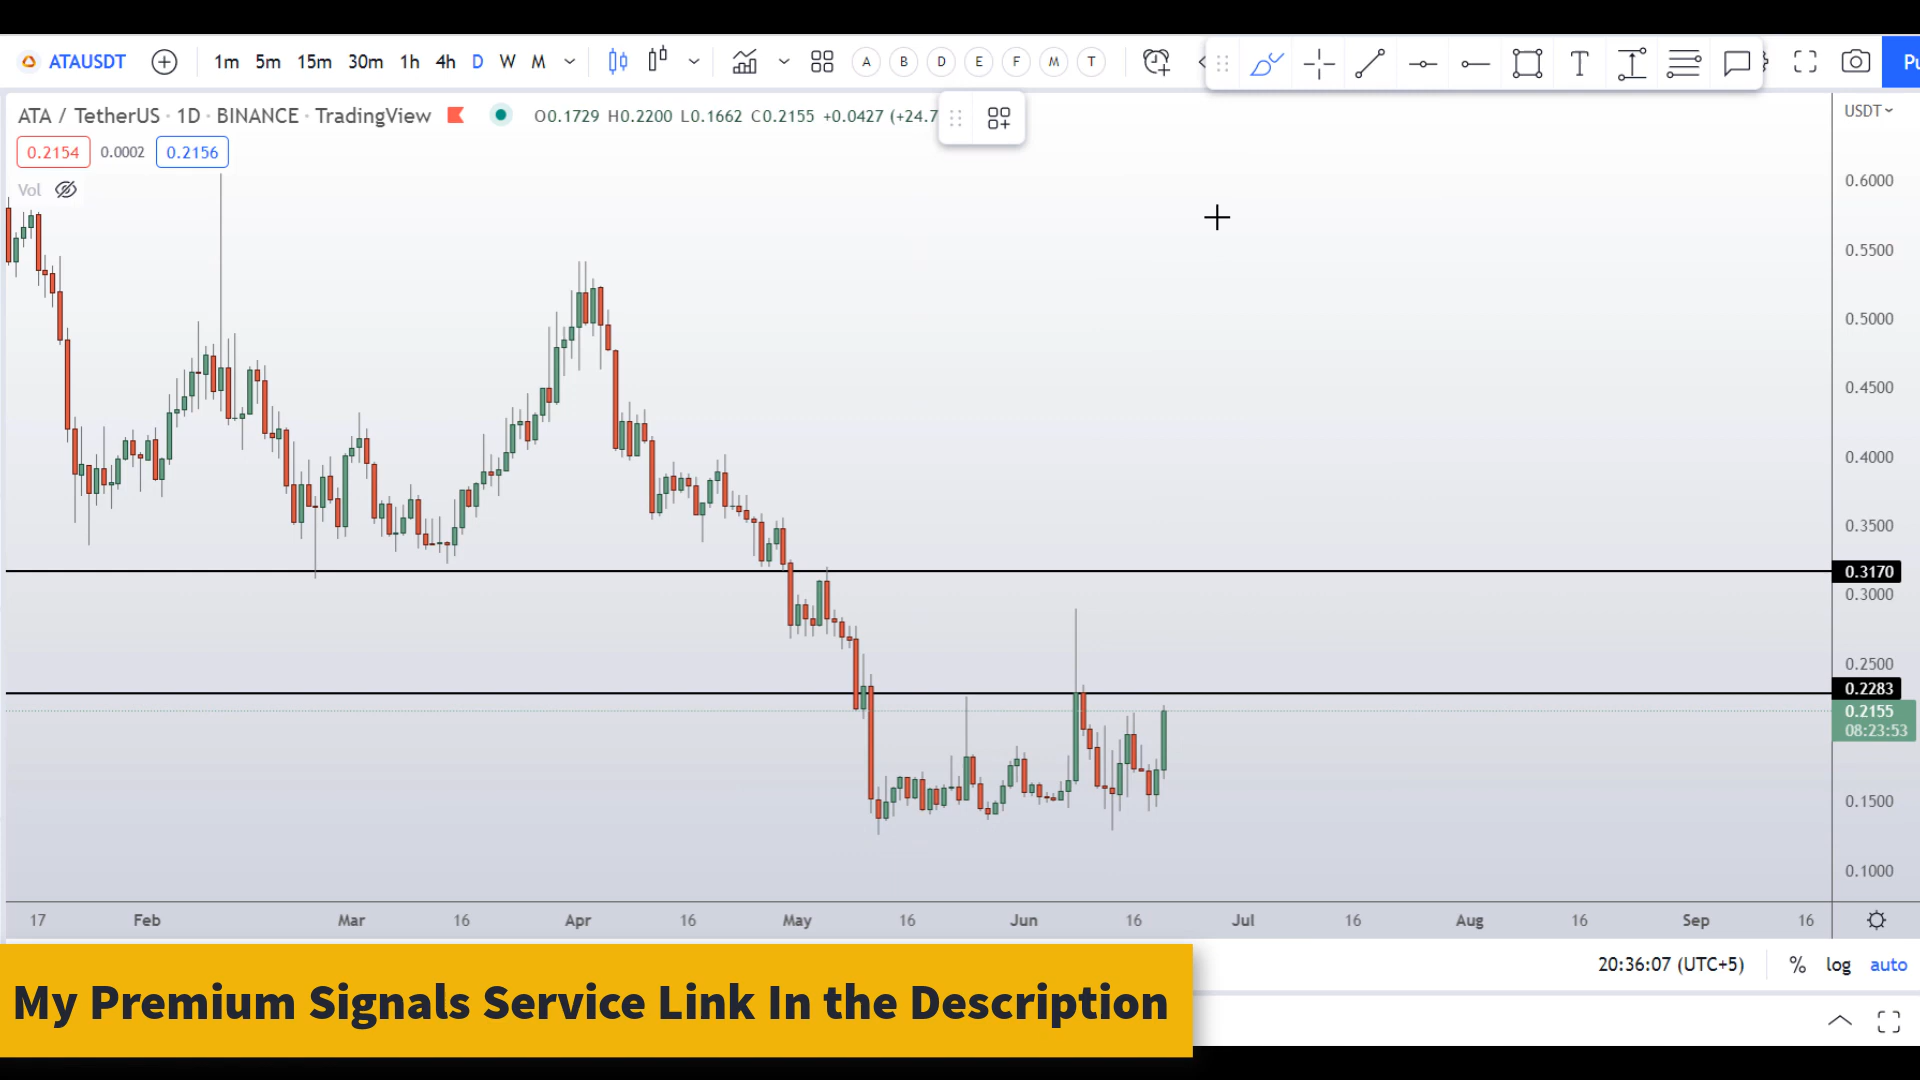 ATAUSDT 1m 5m 15m 30m 1h 4h D W M A B D E F M T T Pu
ATA / TetherUS · 1D · BINANCE · TradingView O0.1729 H0.2200 L0.1662 C0.2155 +0.0427 (+24.7 USDT
0.2154 0.0002 0.2156
Vol
0.6000
0.5500
0.5000
0.4500
0.4000
0.3500
0.3170
0.3000
0.2500
0.2283
0.2155
08:23:53
0.1500
0.1000
17 Feb Mar 16 Apr 16 May 16 Jun 16 Jul 16 Aug 16 Sep 16
20:36:07 (UTC+5) % log auto
My Premium Signals Service Link In the Description